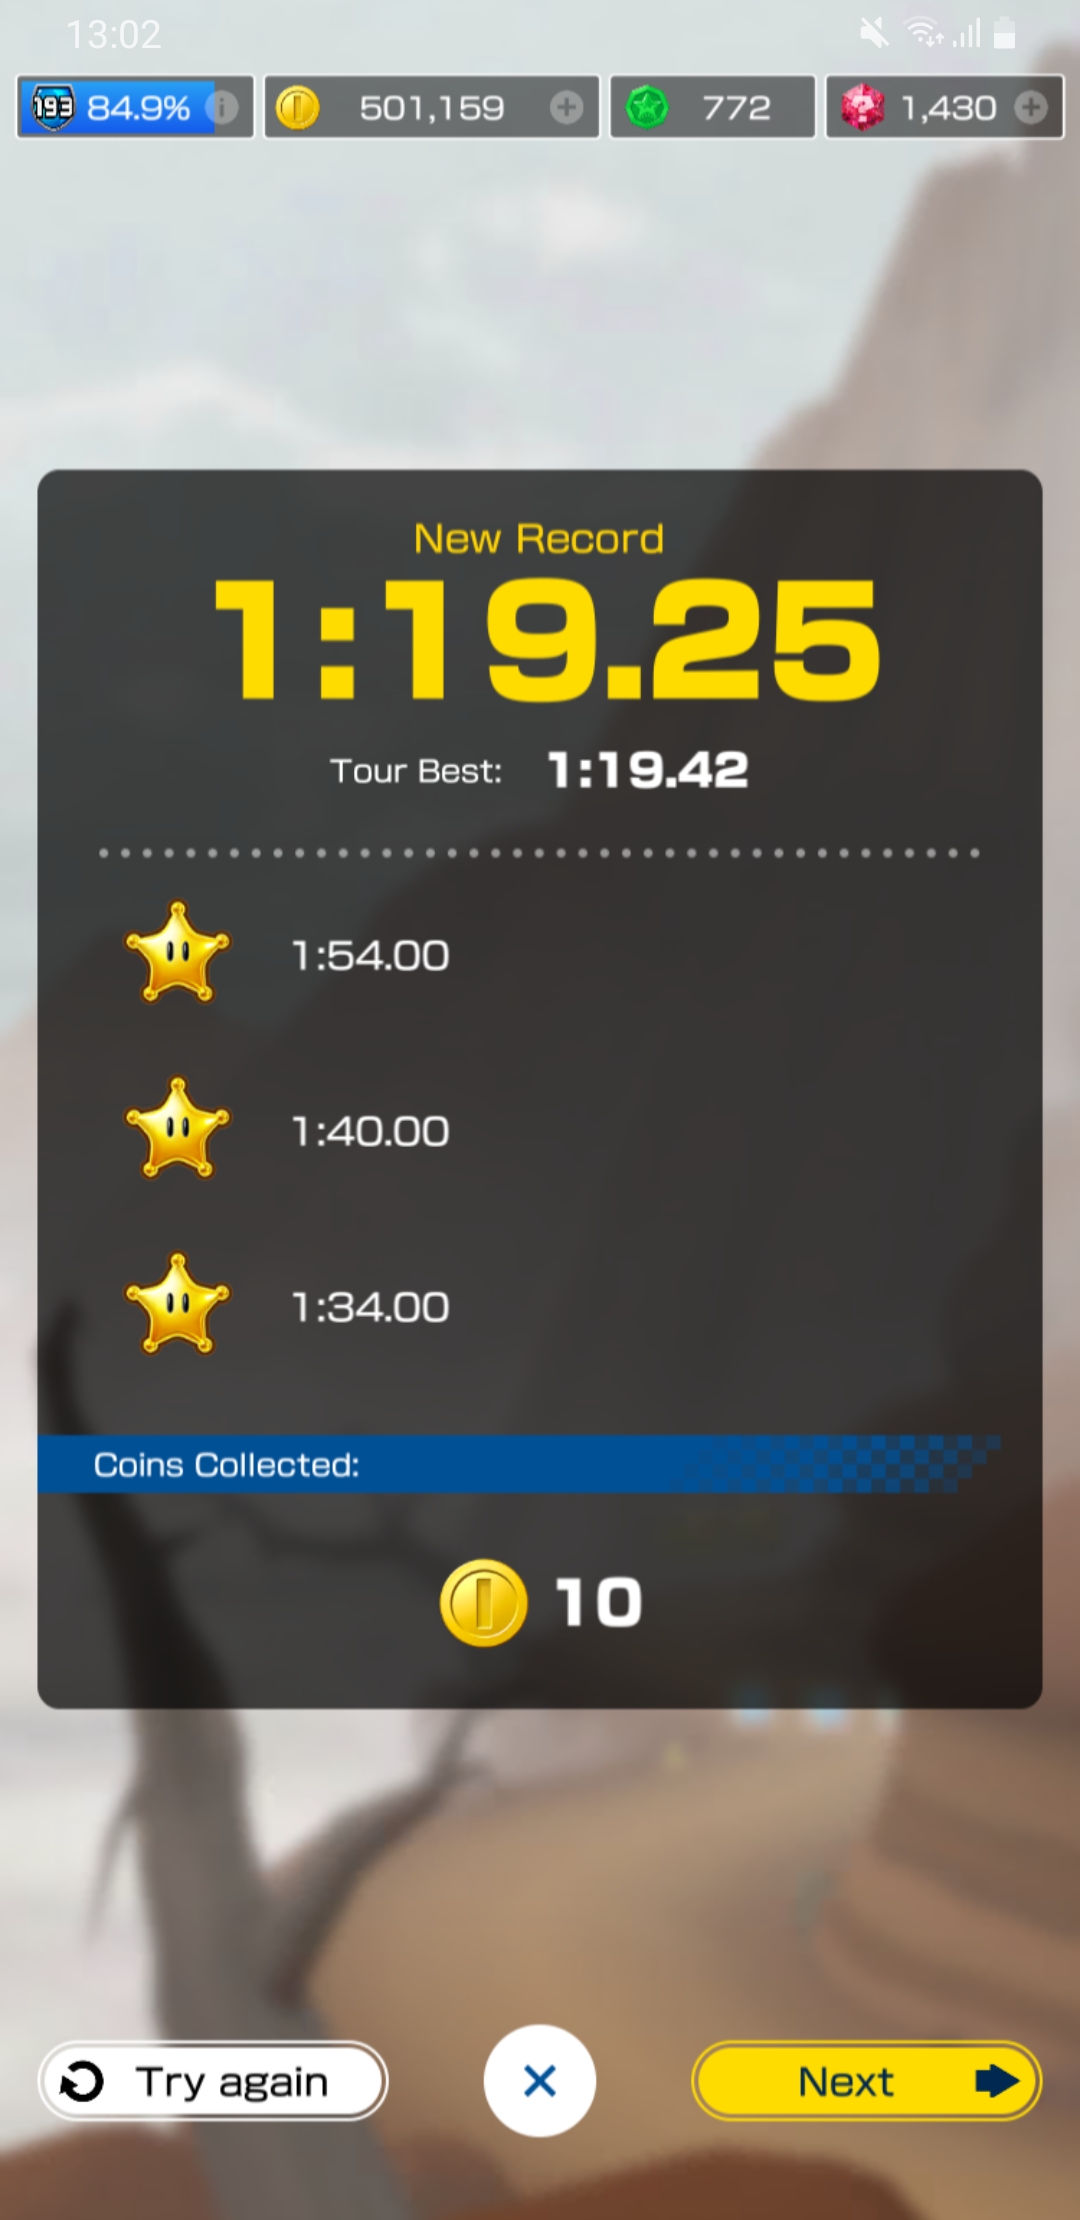 13:02
193 84.9% i 501,159 + 772 1,430 +
New Record
1:19.25
Tour Best: 1:19.42
1:54.00
1:40.00
1:34.00
Coins Collected:
10
Try again
Next